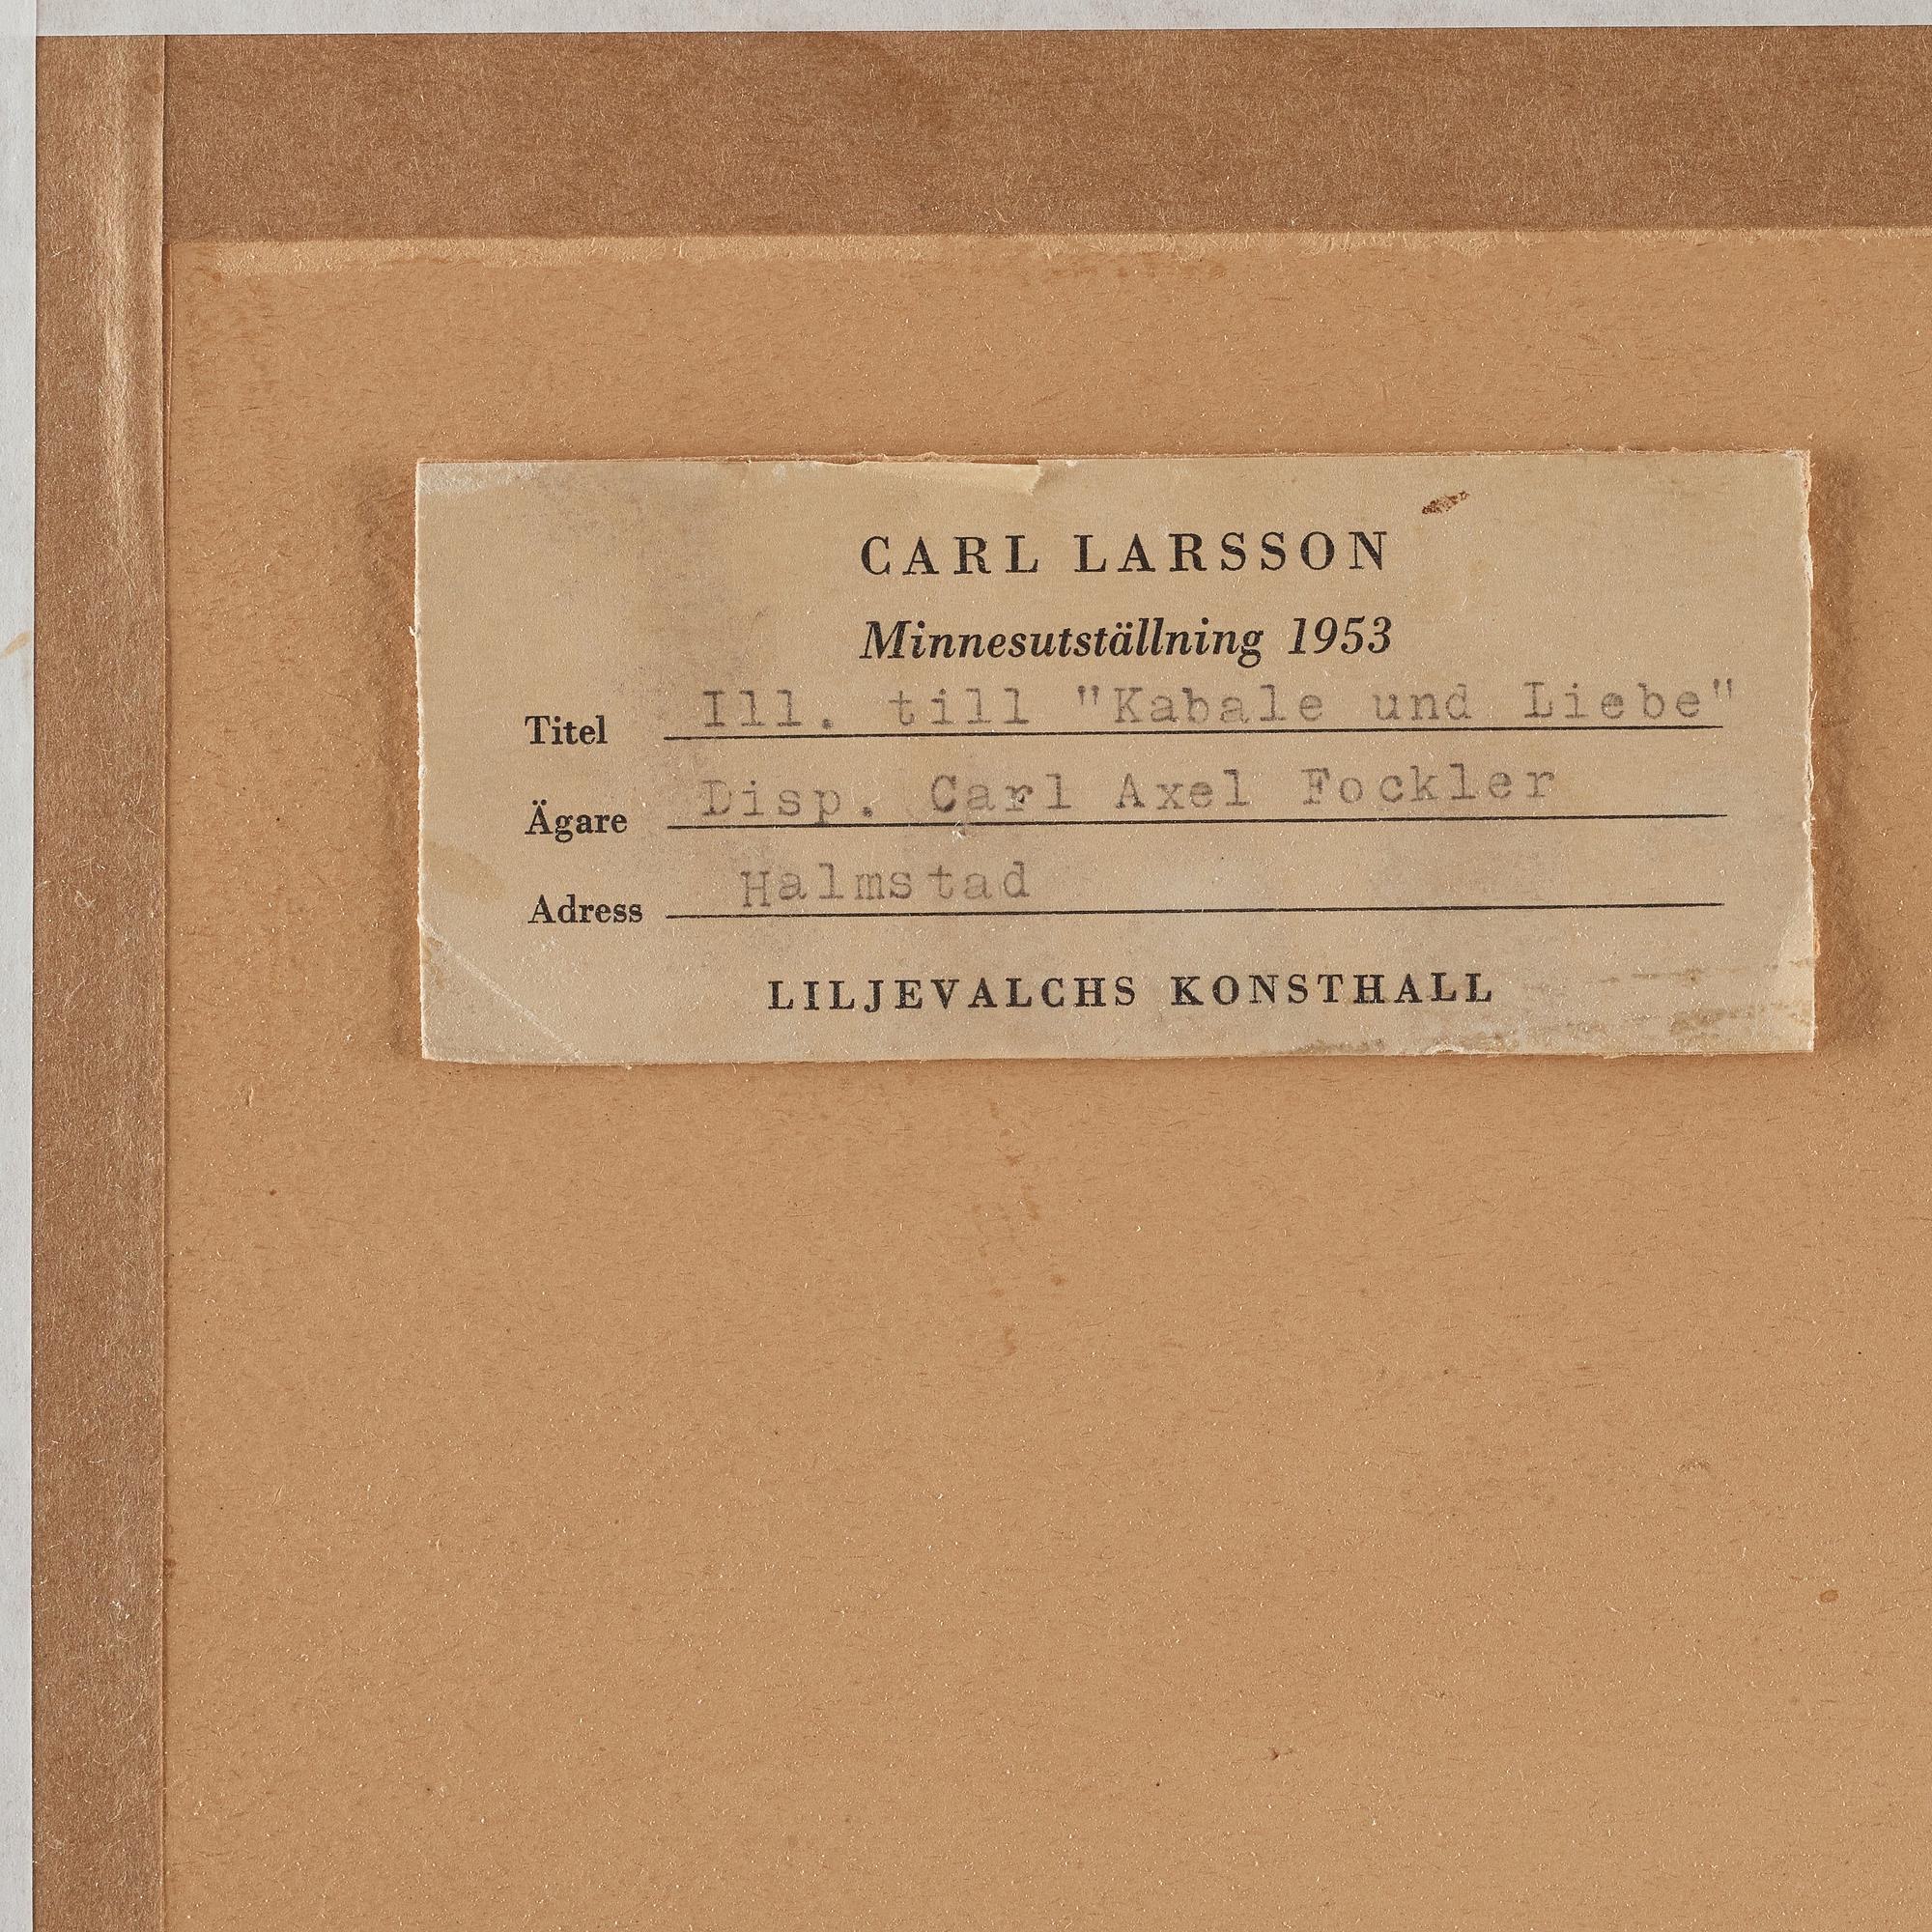 CARL LARSSON
Minnesutställning 1953
Titel Ill. till "Kabale und Liebe"
Ägare Disp. Carl Axel Fockler
Adress Halmstad
LILJEVALCHS KONSTHALL